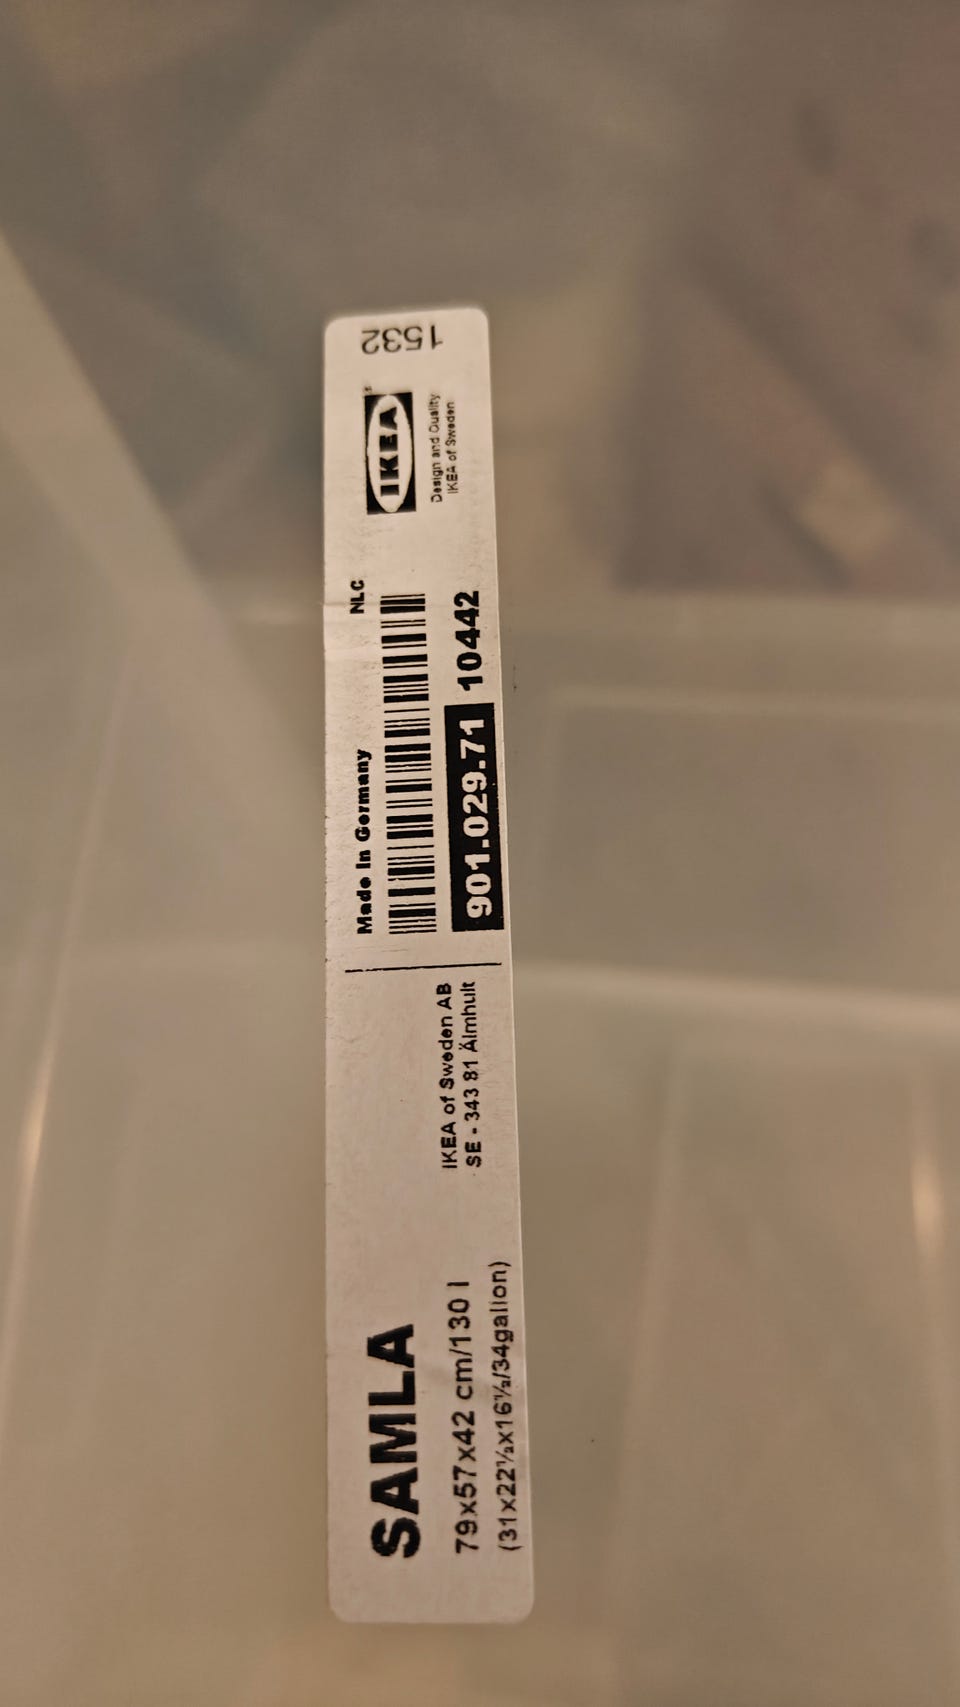 SAMLA
79x57x42 cm/130 l
(31x22½x16½/34gallon)
IKEA of Sweden AB
SE - 343 81 Älmhult
Made in Germany
NLC
901.029.71 10442
IKEA
Design and Quality
IKEA of Sweden
1532